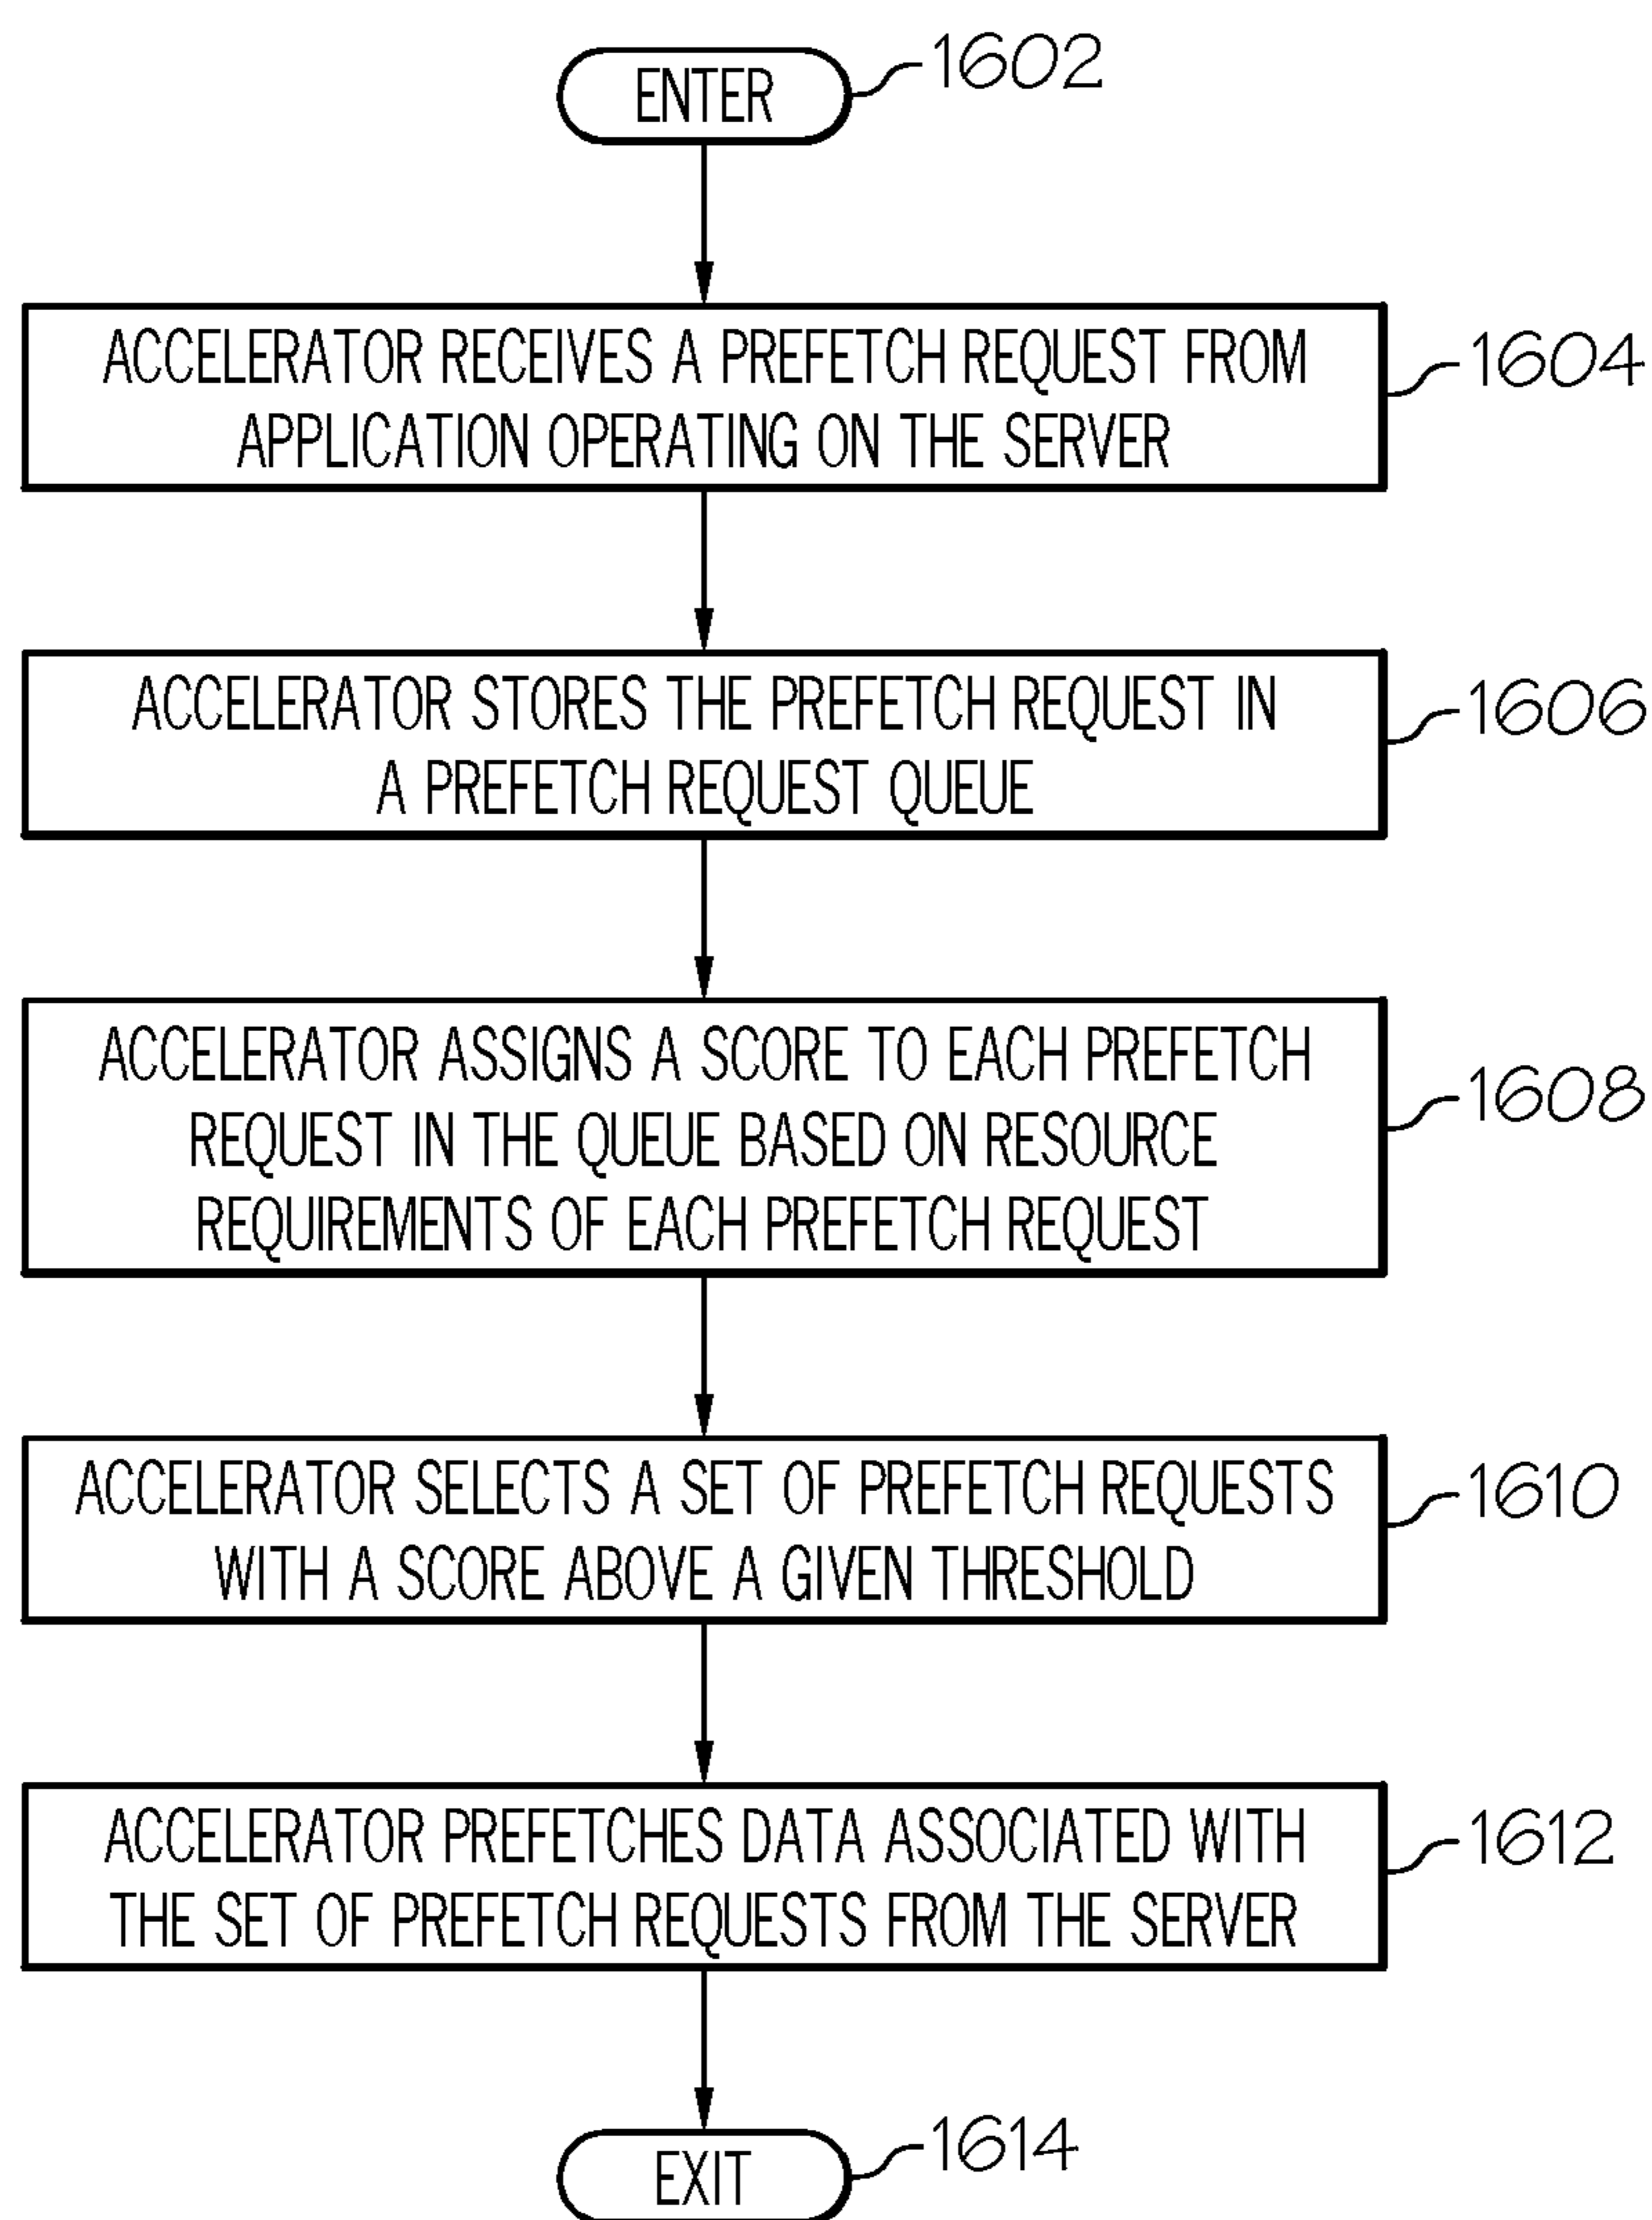 ENTER
1602
ACCELERATOR RECEIVES A PREFETCH REQUEST FROM
APPLICATION OPERATING ON THE SERVER
1604
ACCELERATOR STORES THE PREFETCH REQUEST IN
A PREFETCH REQUEST QUEUE
1606
ACCELERATOR ASSIGNS A SCORE TO EACH PREFETCH
REQUEST IN THE QUEUE BASED ON RESOURCE
REQUIREMENTS OF EACH PREFETCH REQUEST
1608
ACCELERATOR SELECTS A SET OF PREFETCH REQUESTS
WITH A SCORE ABOVE A GIVEN THRESHOLD
1610
ACCELERATOR PREFETCHES DATA ASSOCIATED WITH
THE SET OF PREFETCH REQUESTS FROM THE SERVER
1612
EXIT
1614